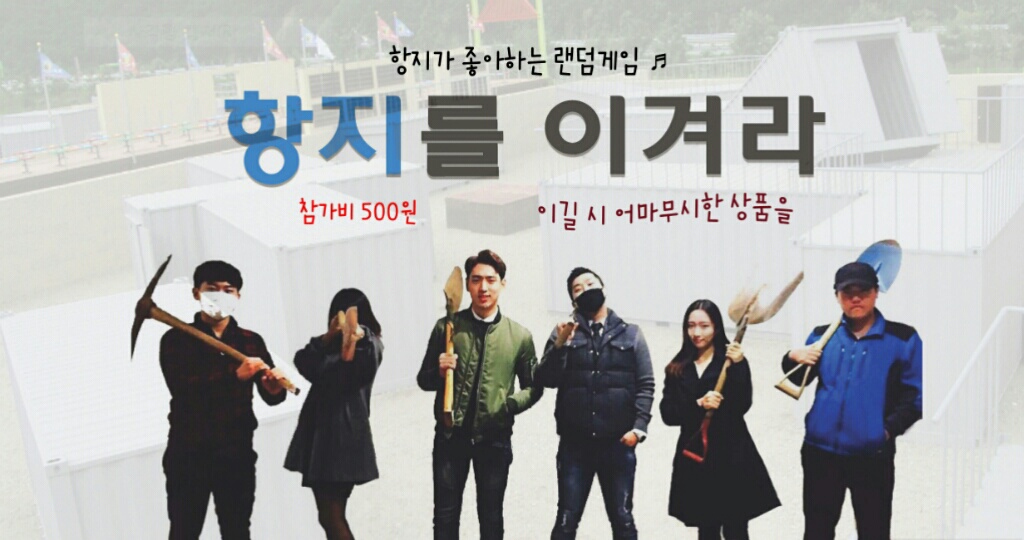 항지가 좋아하는 랜덤게임 ♬
항지를 이겨라
참가비 500원
이길 시 어마무시한 상품을